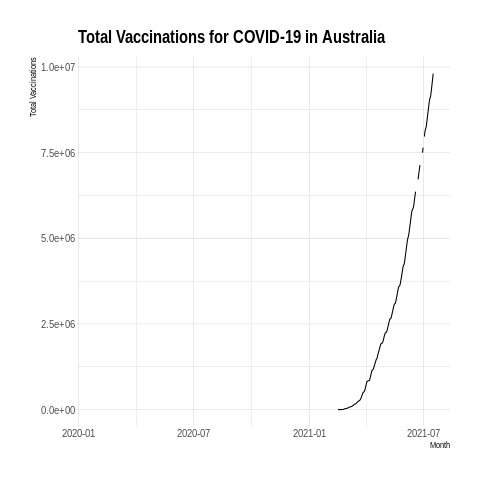 Total Vaccinations for COVID-19 in Australia
Total Vaccinations
1.0e+07
7.5e+06
5.0e+06
2.5e+06
0.0e+00
2020-01 2020-07 2021-01 2021-07
Month